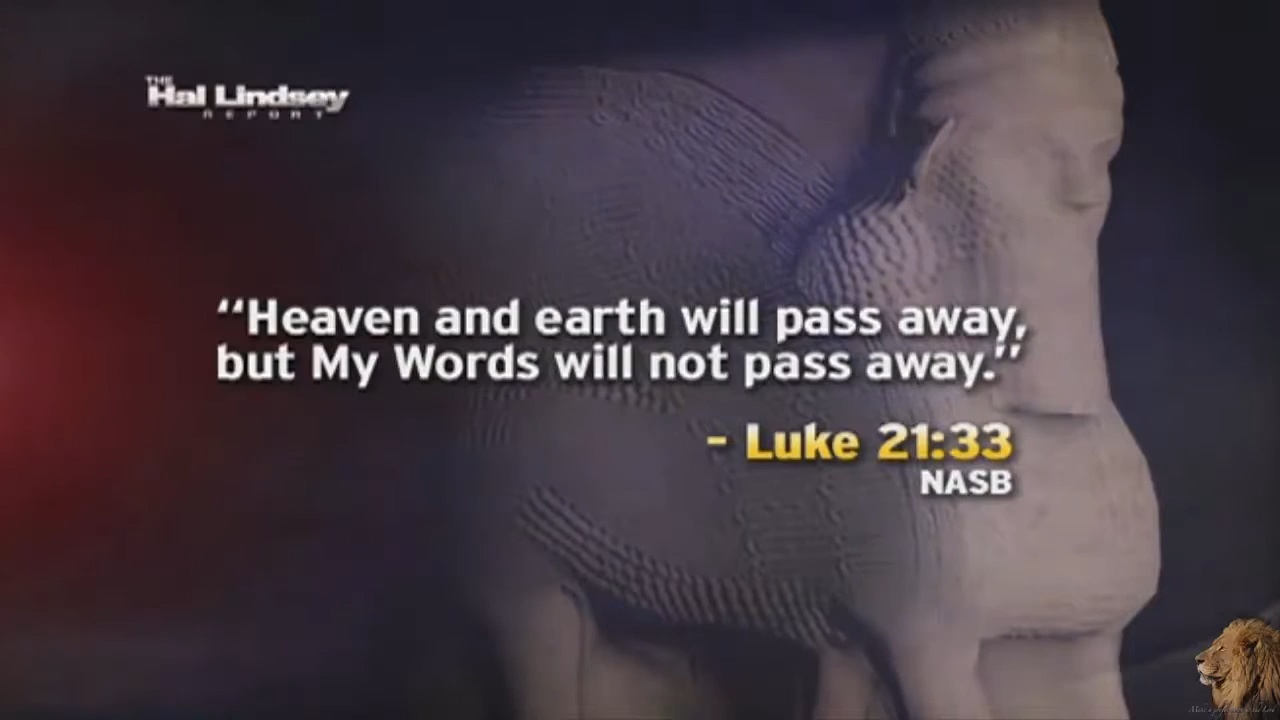 THE
Hal Lindsey
REPORT
“Heaven and earth will pass away,
but My Words will not pass away.”
- Luke 21:33
NASB